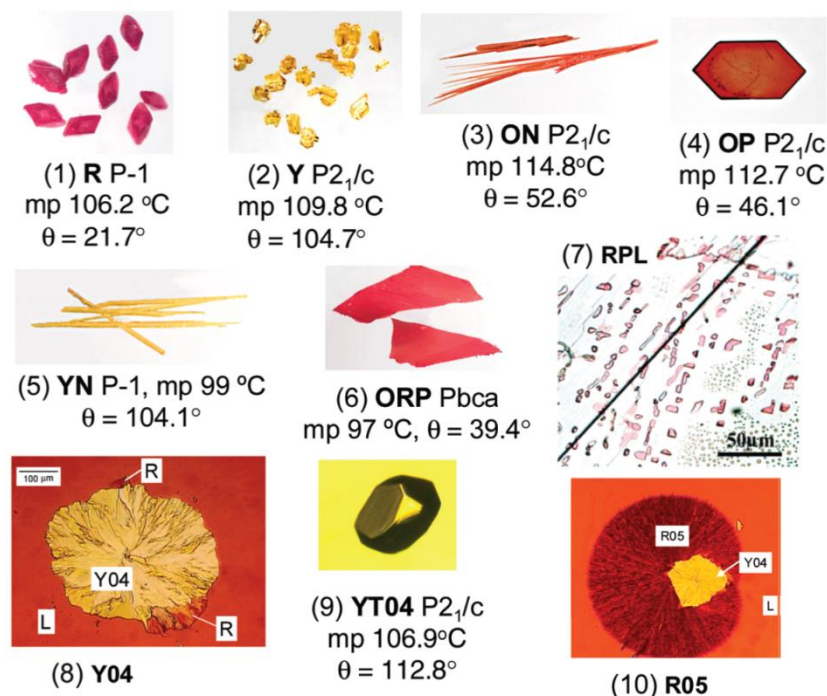 (1) R P-1
mp 106.2 °C
θ = 21.7°
(2) Y P2₁/c
mp 109.8 °C
θ = 104.7°
(3) ON P2₁/c
mp 114.8°C
θ = 52.6°
(4) OP P2₁/c
mp 112.7 °C
θ = 46.1°
(5) YN P-1, mp 99 °C
θ = 104.1°
(6) ORP Pbca
mp 97 °C, θ = 39.4°
(7) RPL
50μm
100 μm
R
Y04
L
R
(8) Y04
(9) YT04 P2₁/c
mp 106.9°C
θ = 112.8°
R05
Y04
L
(10) R05